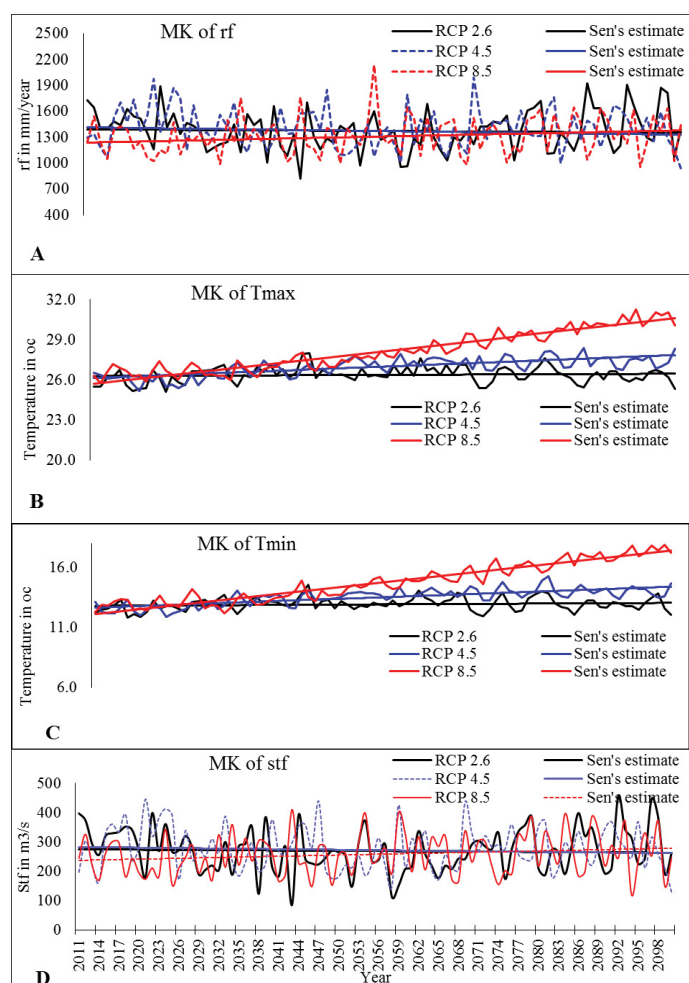 MK of rf
RCP 2.6 Sen's estimate
RCP 4.5 Sen's estimate
RCP 8.5 Sen's estimate
rf in mm/year
2500
2200
1900
1600
1300
1000
700
400
A
MK of Tmax
Temperature in oc
32.0
29.0
26.0
23.0
20.0
RCP 2.6 Sen's estimate
RCP 4.5 Sen's estimate
RCP 8.5 Sen's estimate
B
MK of Tmin
Temperature in oc
16.0
11.0
6.0
RCP 2.6 Sen's estimate
RCP 4.5 Sen's estimate
RCP 8.5 Sen's estimate
C
MK of stf
RCP 2.6 Sen's estimate
RCP 4.5 Sen's estimate
RCP 8.5 Sen's estimate
Stf in m3/s
500
400
300
200
100
0
2011 2014 2017 2020 2023 2026 2029 2032 2035 2038 2041 2044 2047 2050 2053 2056 2059 2062 2065 2068 2071 2074 2077 2080 2083 2086 2089 2092 2095 2098
Year
D